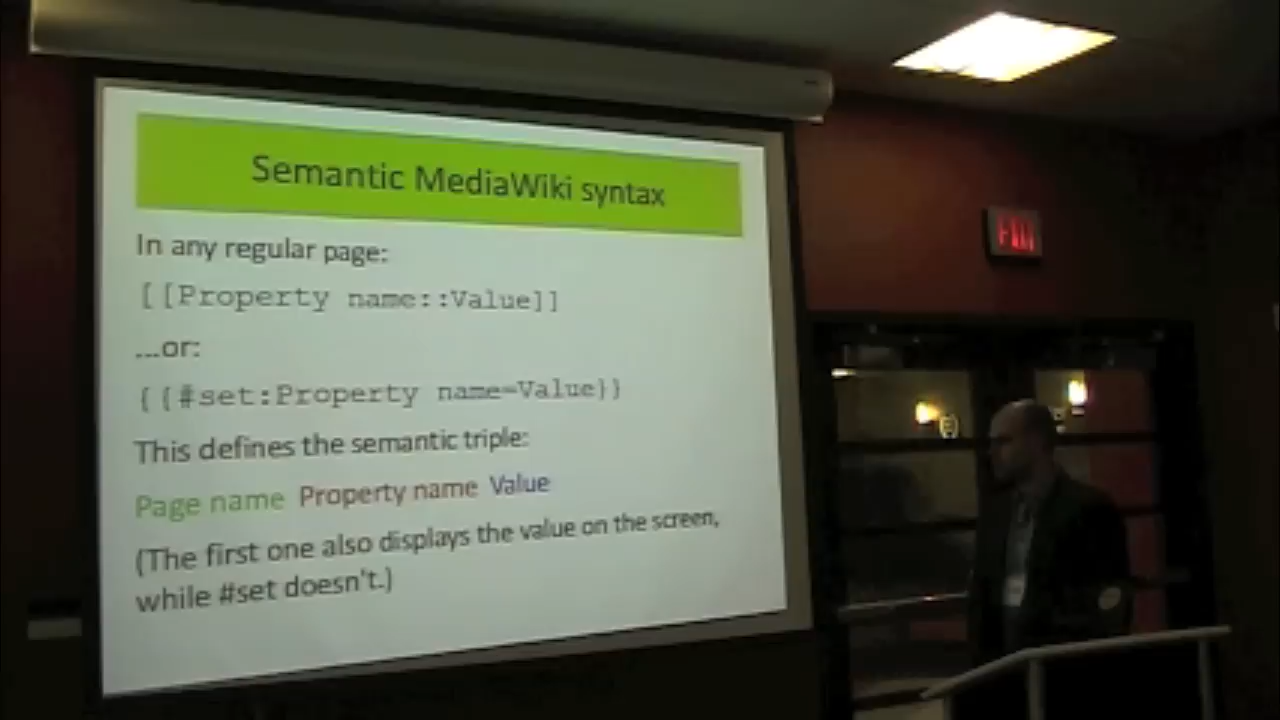 Semantic MediaWiki syntax
In any regular page:
[[Property name::Value]]
...or:
{{#set:Property name=Value}}
This defines the semantic triple:
Page name Property name Value
(The first one also displays the value on the screen,
while #set doesn't.)
EXIT